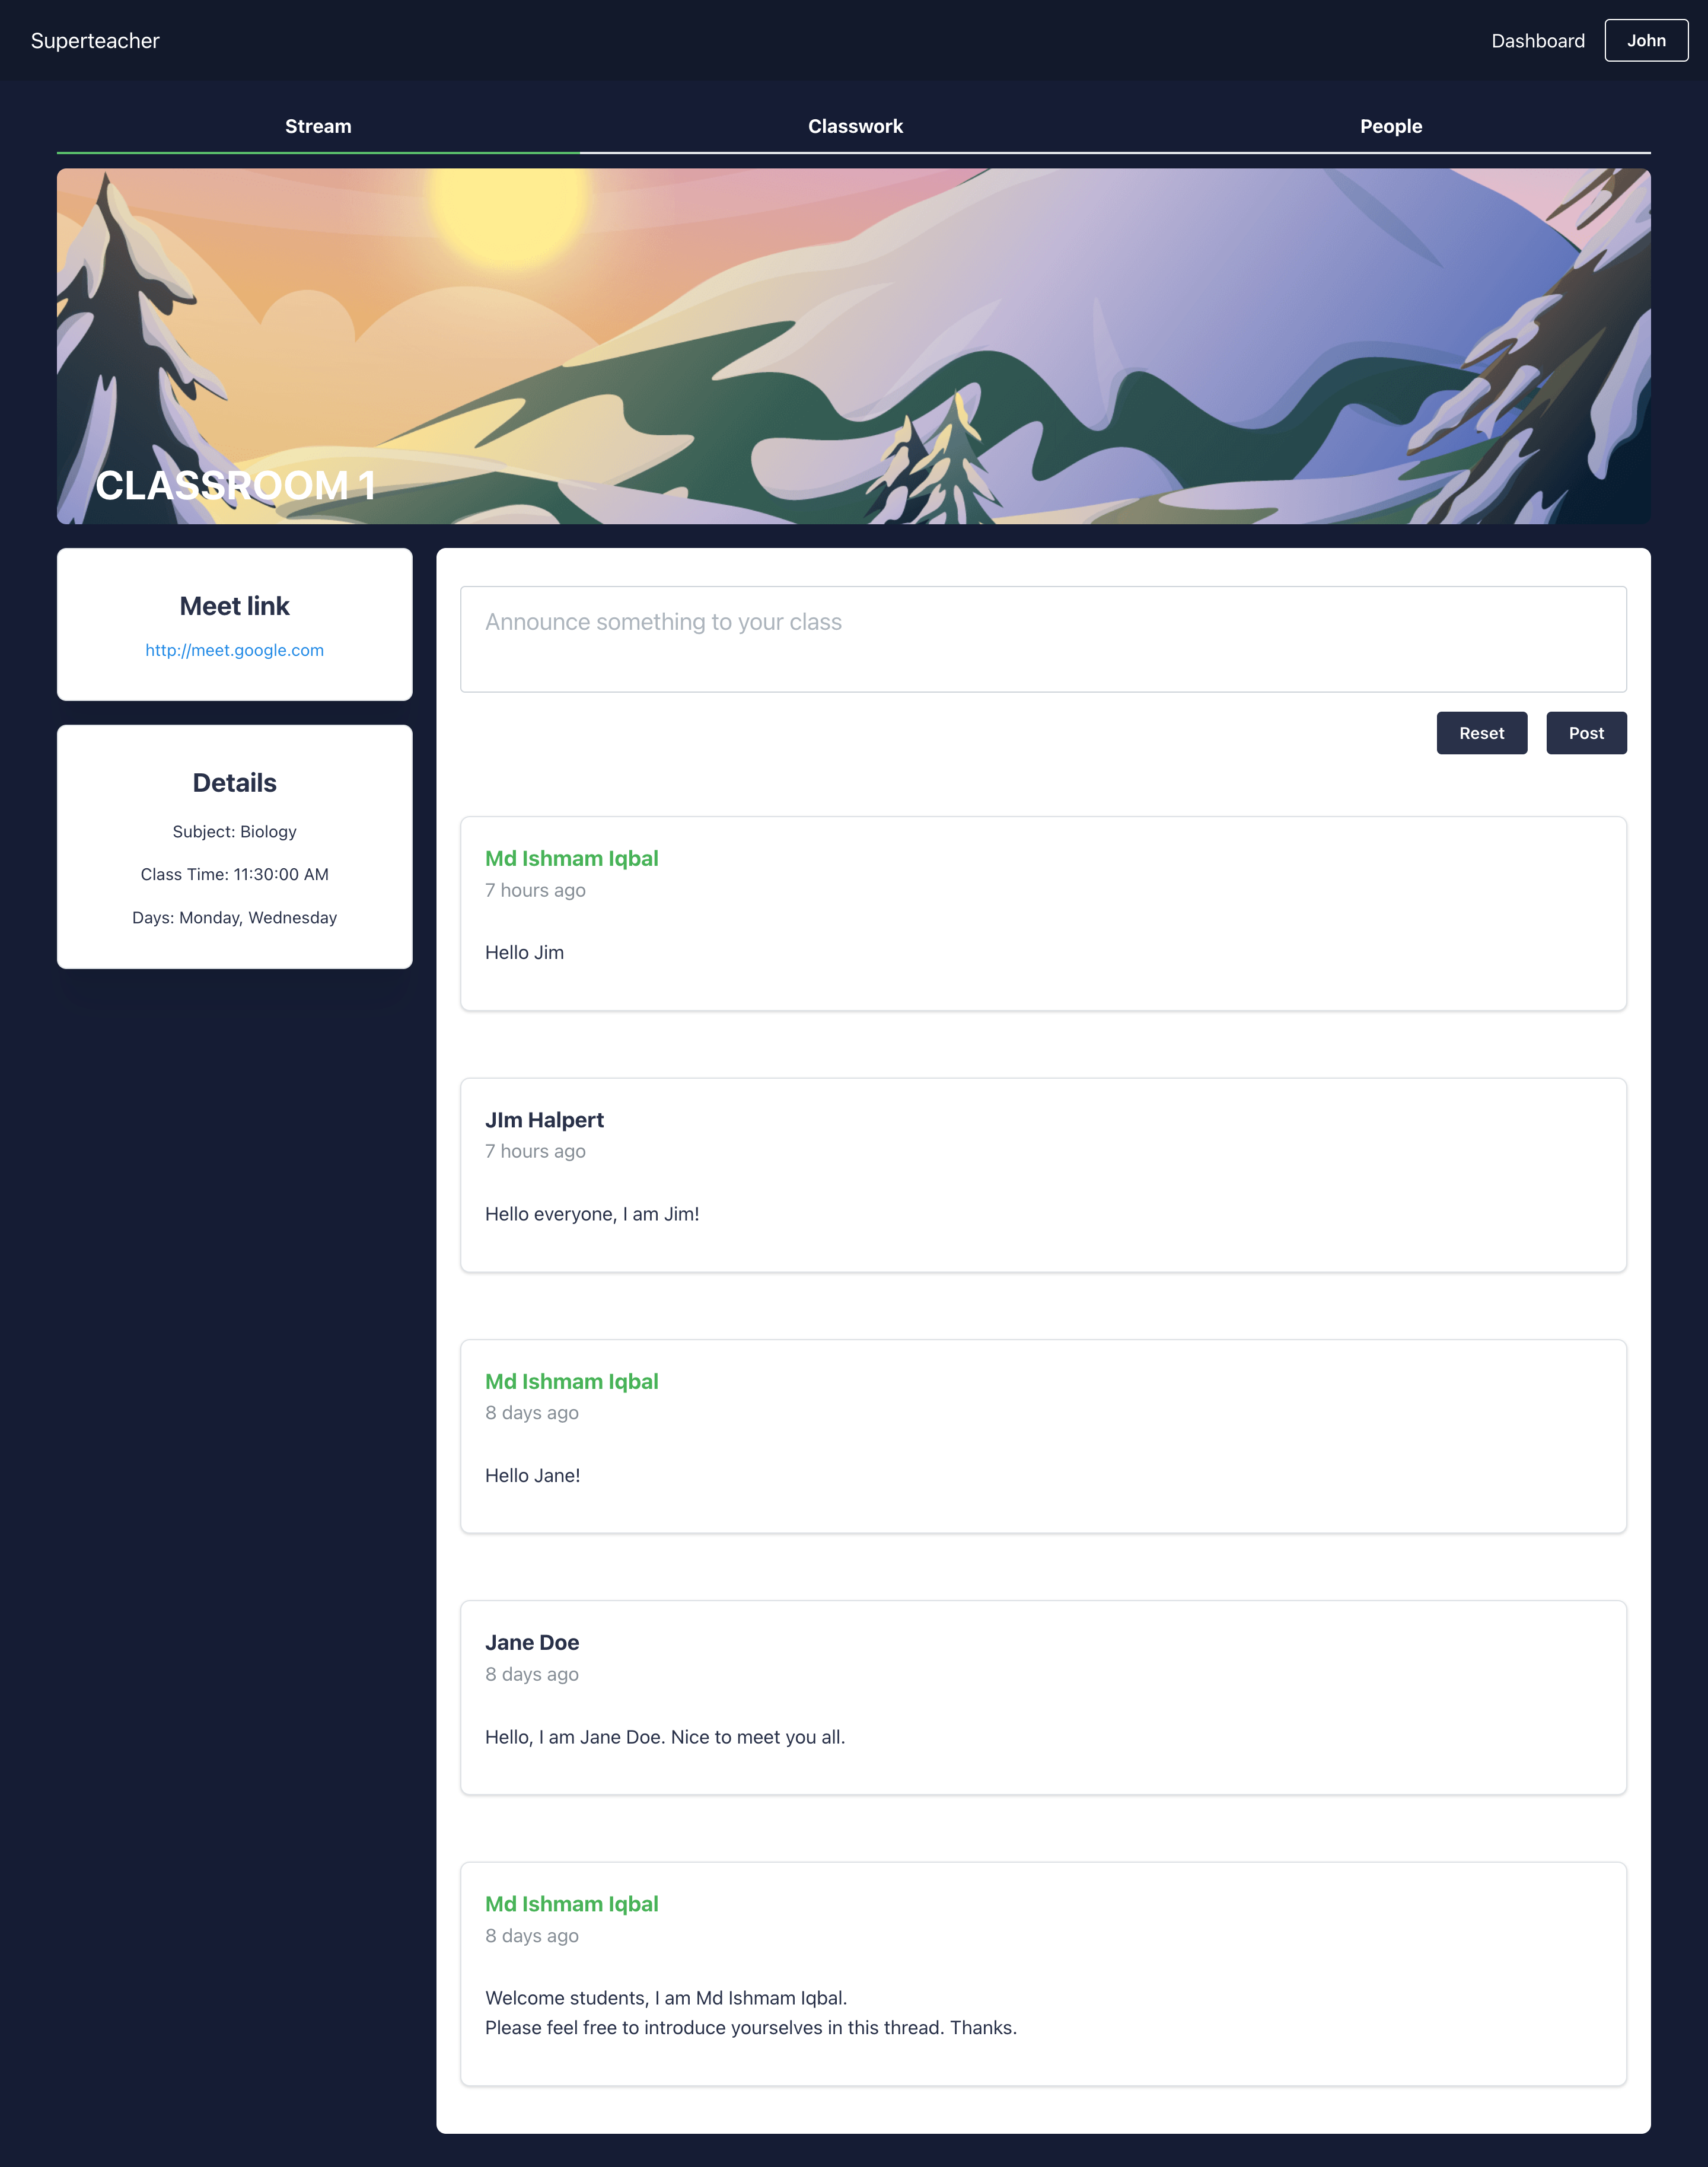 Superteacher
Dashboard
John
Stream
Classwork
People
CLASSROOM 1
Meet link
http://meet.google.com
Details
Subject: Biology
Class Time: 11:30:00 AM
Days: Monday, Wednesday
Announce something to your class
Reset
Post
Md Ishmam Iqbal
7 hours ago
Hello Jim
JIm Halpert
7 hours ago
Hello everyone, I am Jim!
Md Ishmam Iqbal
8 days ago
Hello Jane!
Jane Doe
8 days ago
Hello, I am Jane Doe. Nice to meet you all.
Md Ishmam Iqbal
8 days ago
Welcome students, I am Md Ishmam Iqbal.
Please feel free to introduce yourselves in this thread. Thanks.